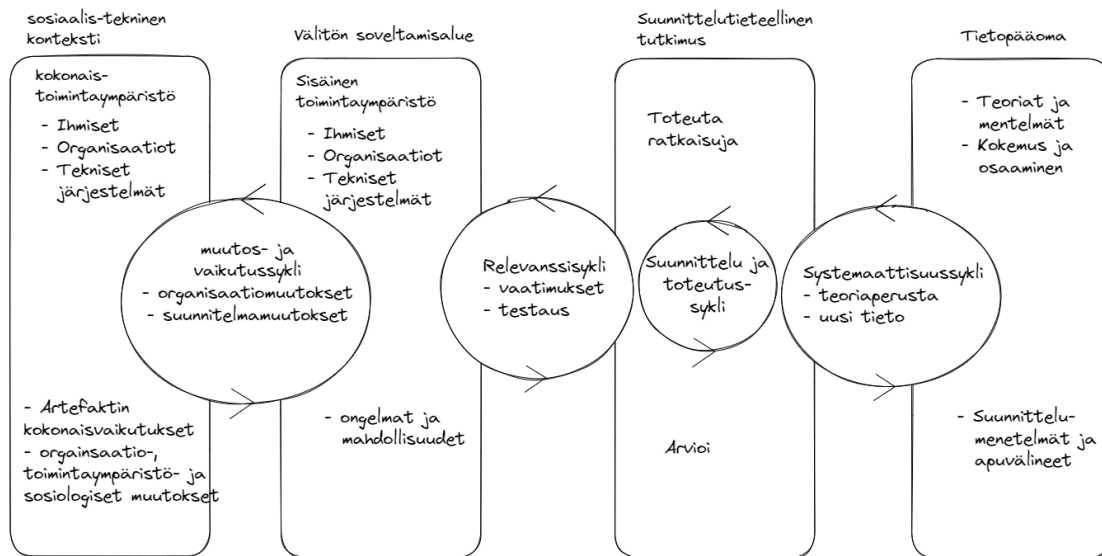 sosiaalis-tekninen
konteksti
kokonais-
toimintaympäristö
- Ihmiset
- Organisaatiot
- Tekniset
järjestelmät
muutos- ja
vaikutussykli
- organisaatiomuutokset
- suunnitelmamuutokset
- Artefaktin
kokonaisvaikutukset
- orgainsaatio-,
toimintaympäristö- ja
sosiologiset muutokset
Välitön soveltamisalue
Sisäinen
toimintaympäristö
- Ihmiset
- Organisaatiot
- Tekniset
järjestelmät
- ongelmat ja
mahdollisuudet
Relevanssisykli
- vaatimukset
- testaus
Suunnittelutieteellinen
tutkimus
Toteuta
ratkaisuja
Suunnittelu ja
toteutus-
sykli
Arvioi
Systemaattisuussykli
- teoriaperusta
- uusi tieto
Tietopääoma
- Teoriat ja
mentelmät
- Kokemus ja
osaaminen
- Suunnittelu-
menetelmät ja
apuvälineet